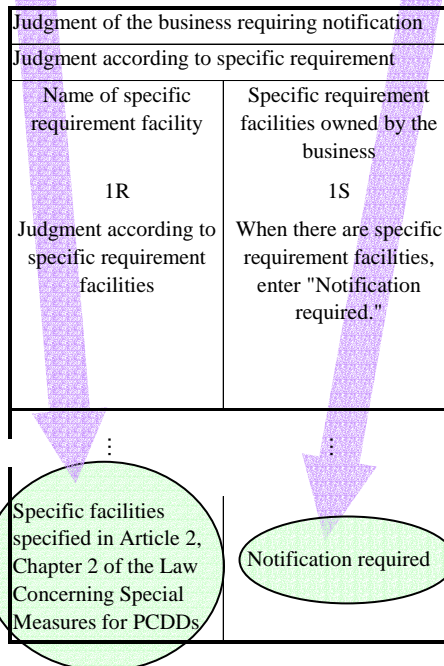 Judgment of the business requiring notification
Judgment according to specific requirement
Name of specific
requirement facility
Specific requirement
facilities owned by the
business
1R
1S
Judgment according to
specific requirement
facilities
When there are specific
requirement facilities,
enter "Notification
required."
⋮
⋮
Specific facilities
specified in Article 2,
Chapter 2 of the Law
Concerning Special
Measures for PCDDs
Notification required